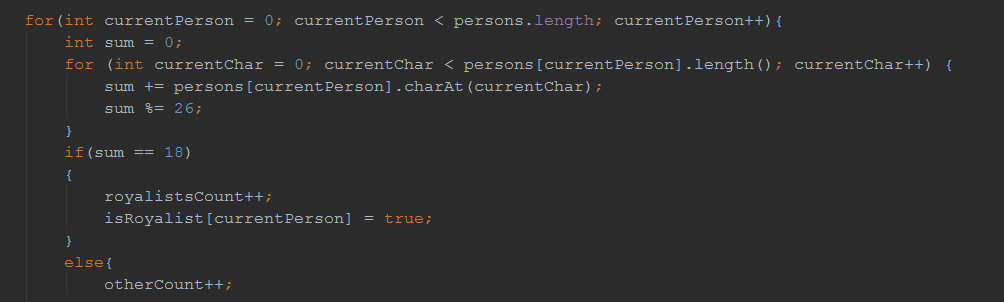 for(int currentPerson = 0; currentPerson < persons.length; currentPerson++){
int sum = 0;
for (int currentChar = 0; currentChar < persons[currentPerson].length(); currentChar++) {
sum += persons[currentPerson].charAt(currentChar);
sum %= 26;
}
if(sum == 18)
{
royalistsCount++;
isRoyalist[currentPerson] = true;
}
else{
otherCount++;